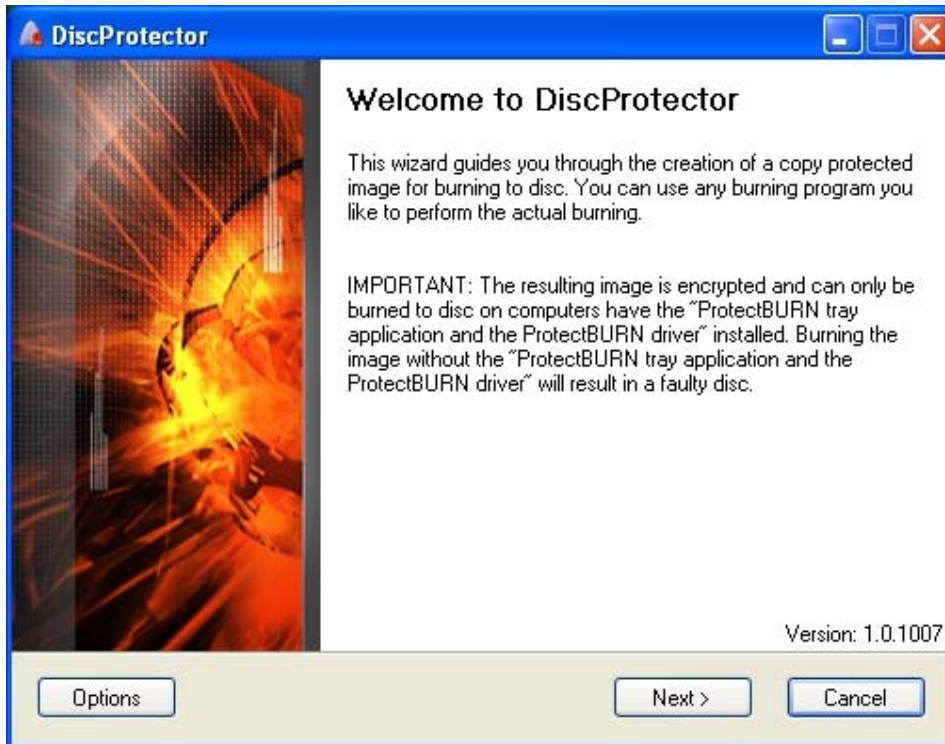 DiscProtector
Welcome to DiscProtector
This wizard guides you through the creation of a copy protected
image for burning to disc. You can use any burning program you
like to perform the actual burning.
IMPORTANT: The resulting image is encrypted and can only be
burned to disc on computers have the "ProtectBURN tray
application and the ProtectBURN driver" installed. Burning the
image without the "ProtectBURN tray application and the
ProtectBURN driver" will result in a faulty disc.
Version: 1.0.1007
Options
Next >
Cancel